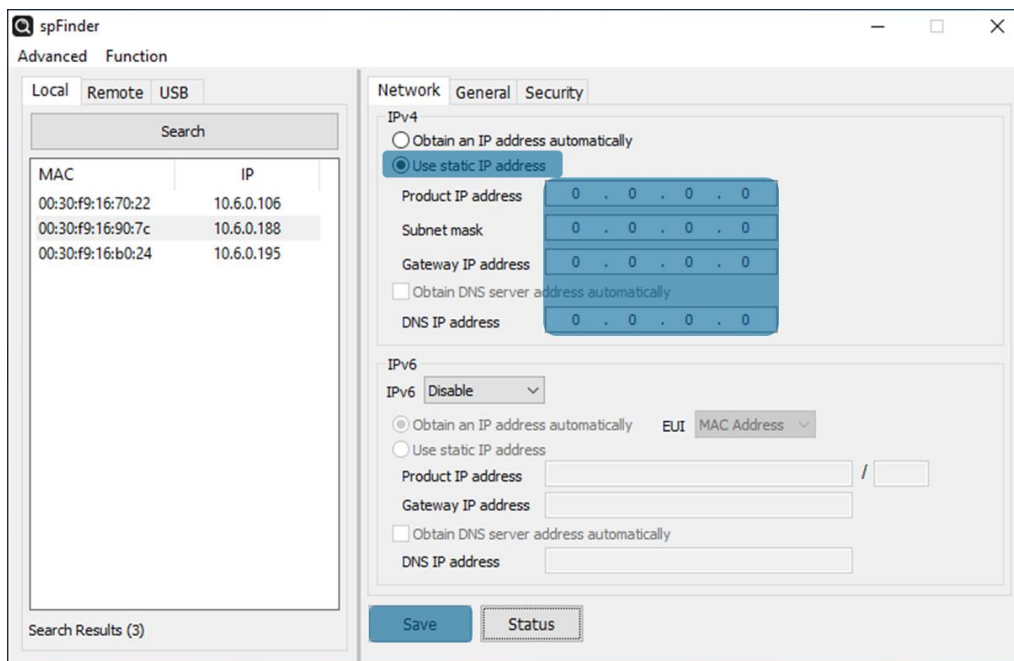 spFinder
Advanced Function
Local Remote USB
Search
MAC IP
00:30:f9:16:70:22 10.6.0.106
00:30:f9:16:90:7c 10.6.0.188
00:30:f9:16:b0:24 10.6.0.195
Search Results (3)
Network General Security
IPv4
Obtain an IP address automatically
Use static IP address
Product IP address 0 . 0 . 0 . 0
Subnet mask 0 . 0 . 0 . 0
Gateway IP address 0 . 0 . 0 . 0
Obtain DNS server address automatically
DNS IP address 0 . 0 . 0 . 0
IPv6
IPv6 Disable
Obtain an IP address automatically EUI MAC Address
Use static IP address
Product IP address /
Gateway IP address
Obtain DNS server address automatically
DNS IP address
Save Status